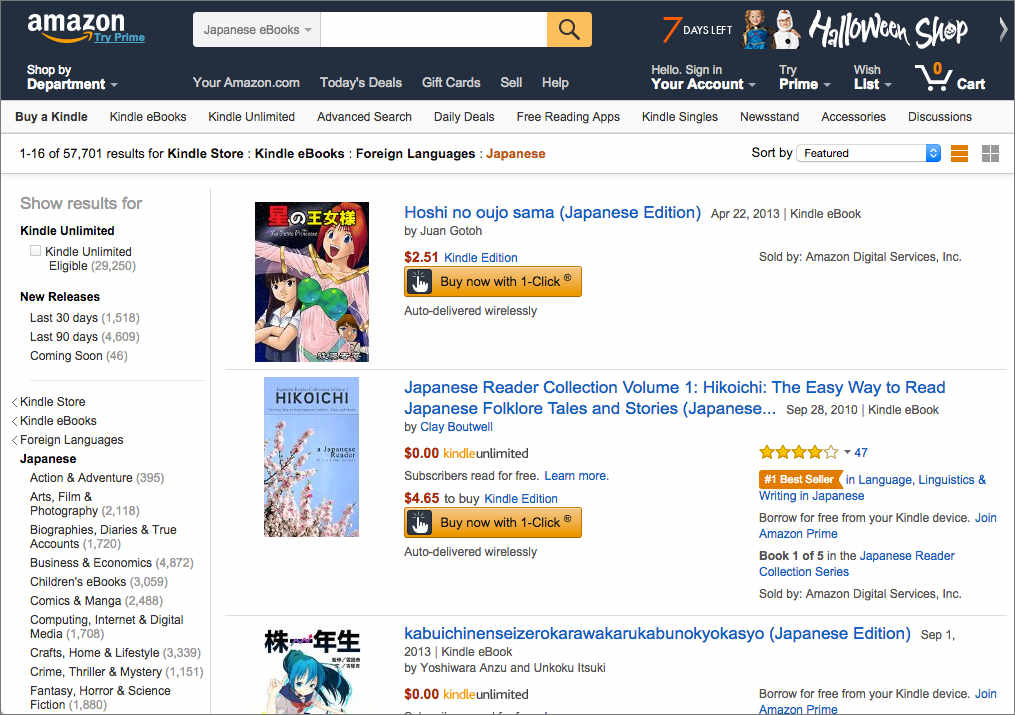 amazon
Try Prime
Japanese eBooks
7 DAYS LEFT
Halloween Shop
Shop by
Department
Your Amazon.com
Today's Deals
Gift Cards
Sell
Help
Hello. Sign in
Your Account
Try
Prime
Wish
List
0
Cart
Buy a Kindle
Kindle eBooks
Kindle Unlimited
Advanced Search
Daily Deals
Free Reading Apps
Kindle Singles
Newsstand
Accessories
Discussions
1-16 of 57,701 results for Kindle Store : Kindle eBooks : Foreign Languages : Japanese
Sort by Featured
Show results for
Kindle Unlimited
Kindle Unlimited
Eligible (29,250)
New Releases
Last 30 days (1,518)
Last 90 days (4,609)
Coming Soon (46)
Kindle Store
Kindle eBooks
Foreign Languages
Japanese
Action & Adventure (395)
Arts, Film &
Photography (2,118)
Biographies, Diaries & True
Accounts (1,720)
Business & Economics (4,872)
Children's eBooks (3,059)
Comics & Manga (2,488)
Computing, Internet & Digital
Media (1,708)
Crafts, Home & Lifestyle (3,339)
Crime, Thriller & Mystery (1,151)
Fantasy, Horror & Science
Fiction (1,880)
星の王女様
Hoshi no oujo sama (Japanese Edition) Apr 22, 2013 | Kindle eBook
by Juan Gotoh
$2.51 Kindle Edition
Buy now with 1-Click ®
Auto-delivered wirelessly
Sold by: Amazon Digital Services, Inc.
HIKOICHI
a Japanese
Reader
Japanese Reader Collection Volume 1: Hikoichi: The Easy Way to Read
Japanese Folklore Tales and Stories (Japanese... Sep 28, 2010 | Kindle eBook
by Clay Boutwell
$0.00 kindleunlimited
Subscribers read for free. Learn more.
$4.65 to buy Kindle Edition
Buy now with 1-Click ®
Auto-delivered wirelessly
47
#1 Best Seller in Language, Linguistics &
Writing in Japanese
Borrow for free from your Kindle device. Join
Amazon Prime
Book 1 of 5 in the Japanese Reader
Collection Series
Sold by: Amazon Digital Services, Inc.
株一年生
kabuichinenseizerokarawakarukabunokyokasyo (Japanese Edition) Sep 1,
2013 | Kindle eBook
by Yoshiwara Anzu and Unkoku Itsuki
$0.00 kindleunlimited
Borrow for free from your Kindle device. Join
Amazon Prime